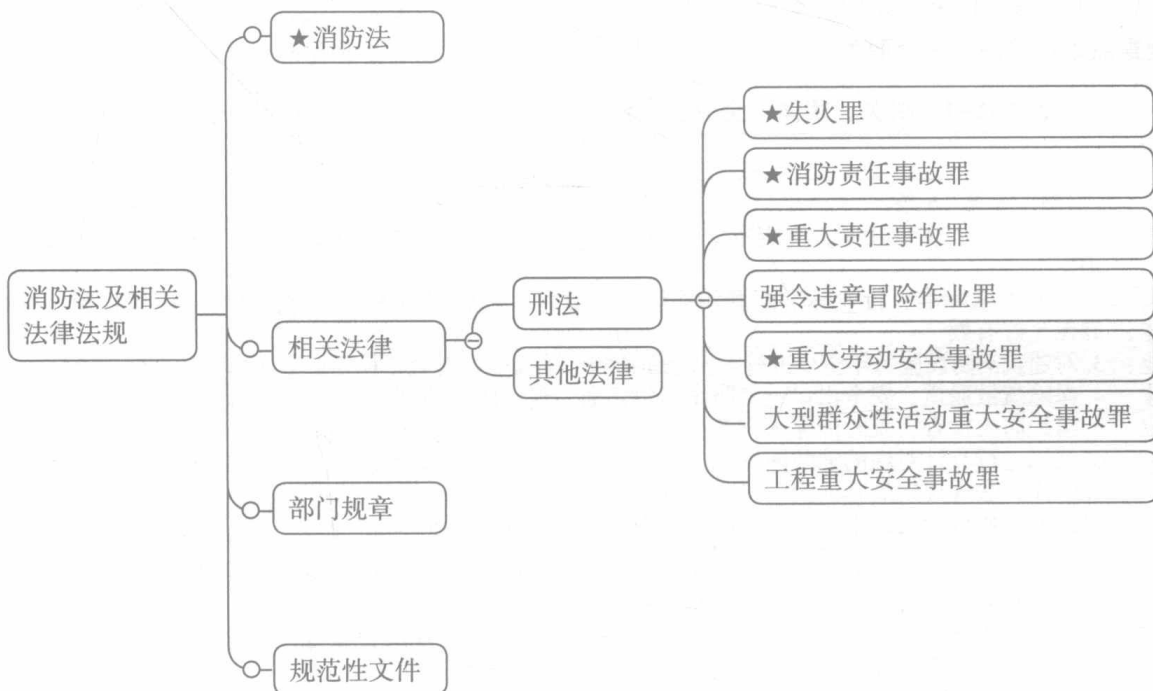 ★消防法
★失火罪
★消防责任事故罪
★重大责任事故罪
消防法及相关
法律法规
相关法律
刑法
其他法律
强令违章冒险作业罪
★重大劳动安全事故罪
大型群众性活动重大安全事故罪
工程重大安全事故罪
部门规章
规范性文件